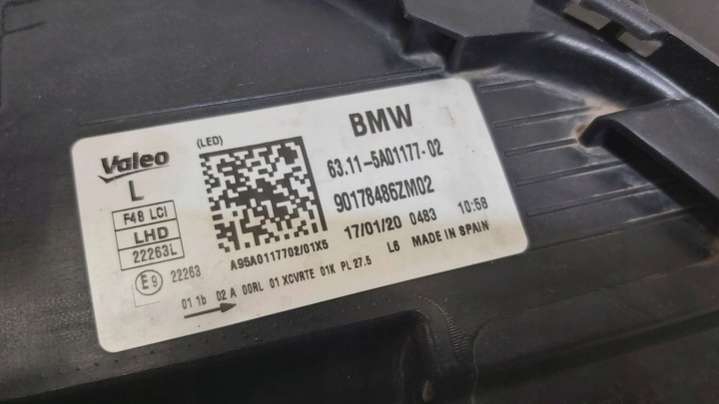 Valeo
L
F48 LCI
LHD
22263L
E9 22263
(LED)
A95A0117702/01X5
BMW
63.11-5A01177-02
90178486ZM02
17/01/20 0483 10:58
L6 MADE IN SPAIN
01 1b 02 A 00RL 01 XCVRTE 01K PL 27.5